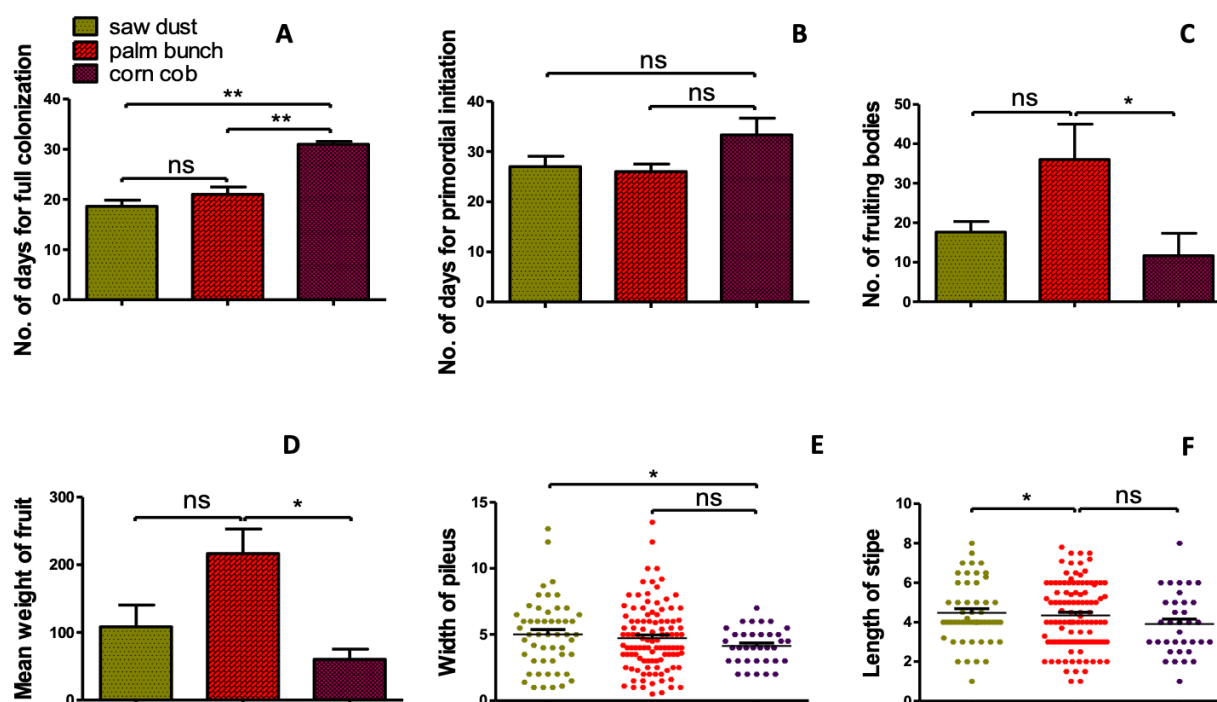 saw dust
palm bunch
corn cob
A
No. of days for full colonization
40
30
20
10
0
**
**
ns
B
No. of days for primordial initiation
40
30
20
10
0
ns
ns
C
No. of fruiting bodies
50
40
30
20
10
0
ns
*
D
Mean weight of fruit
300
200
100
0
ns
*
E
Width of pileus
15
10
5
0
*
ns
F
Length of stipe
10
8
6
4
2
0
*
ns